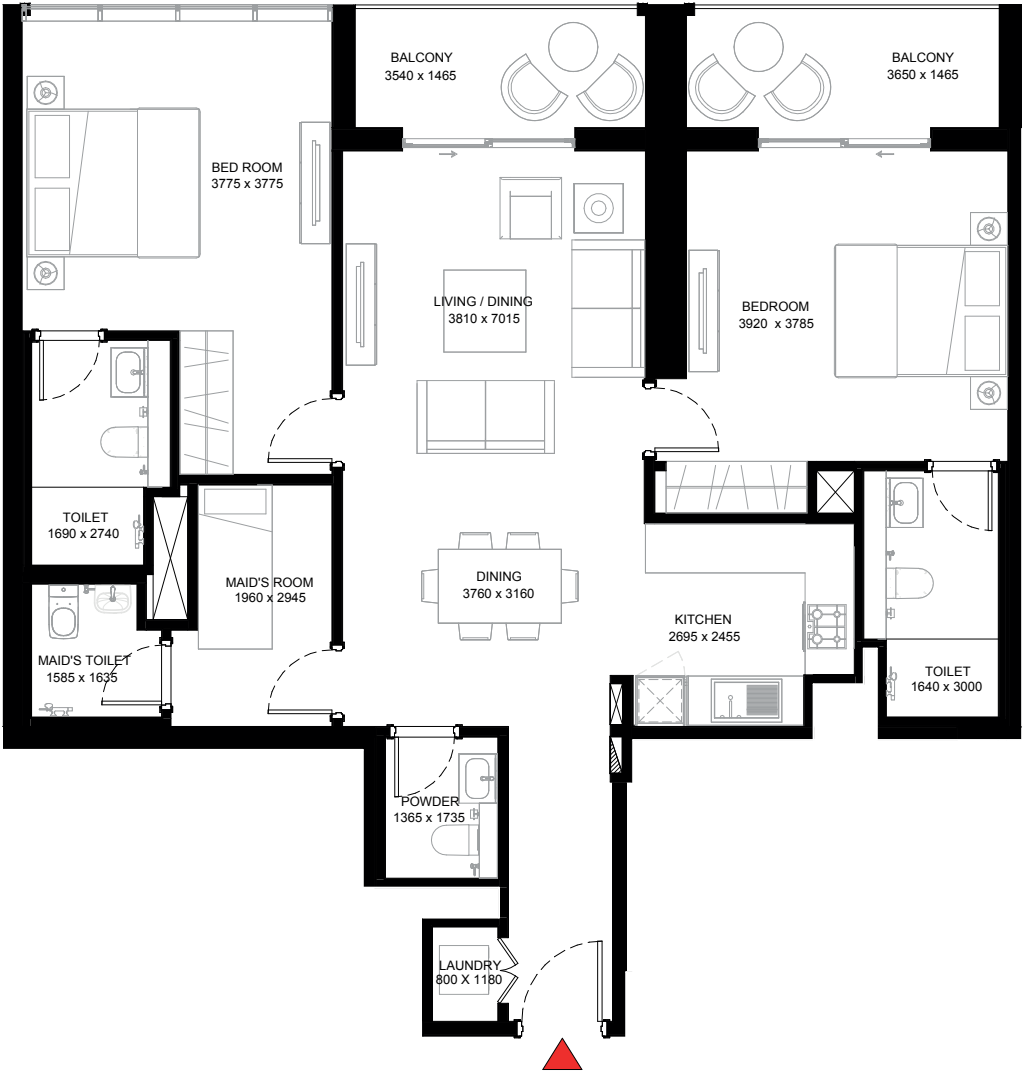 BALCONY
3540 x 1465
BALCONY
3650 x 1465
BED ROOM
3775 x 3775
LIVING / DINING
3810 x 7015
BEDROOM
3920 x 3785
TOILET
1690 x 2740
MAID'S ROOM
1960 x 2945
DINING
3760 x 3160
KITCHEN
2695 x 2455
MAID'S TOILET
1585 x 1635
TOILET
1640 x 3000
POWDER
1365 x 1735
LAUNDRY
800 X 1180